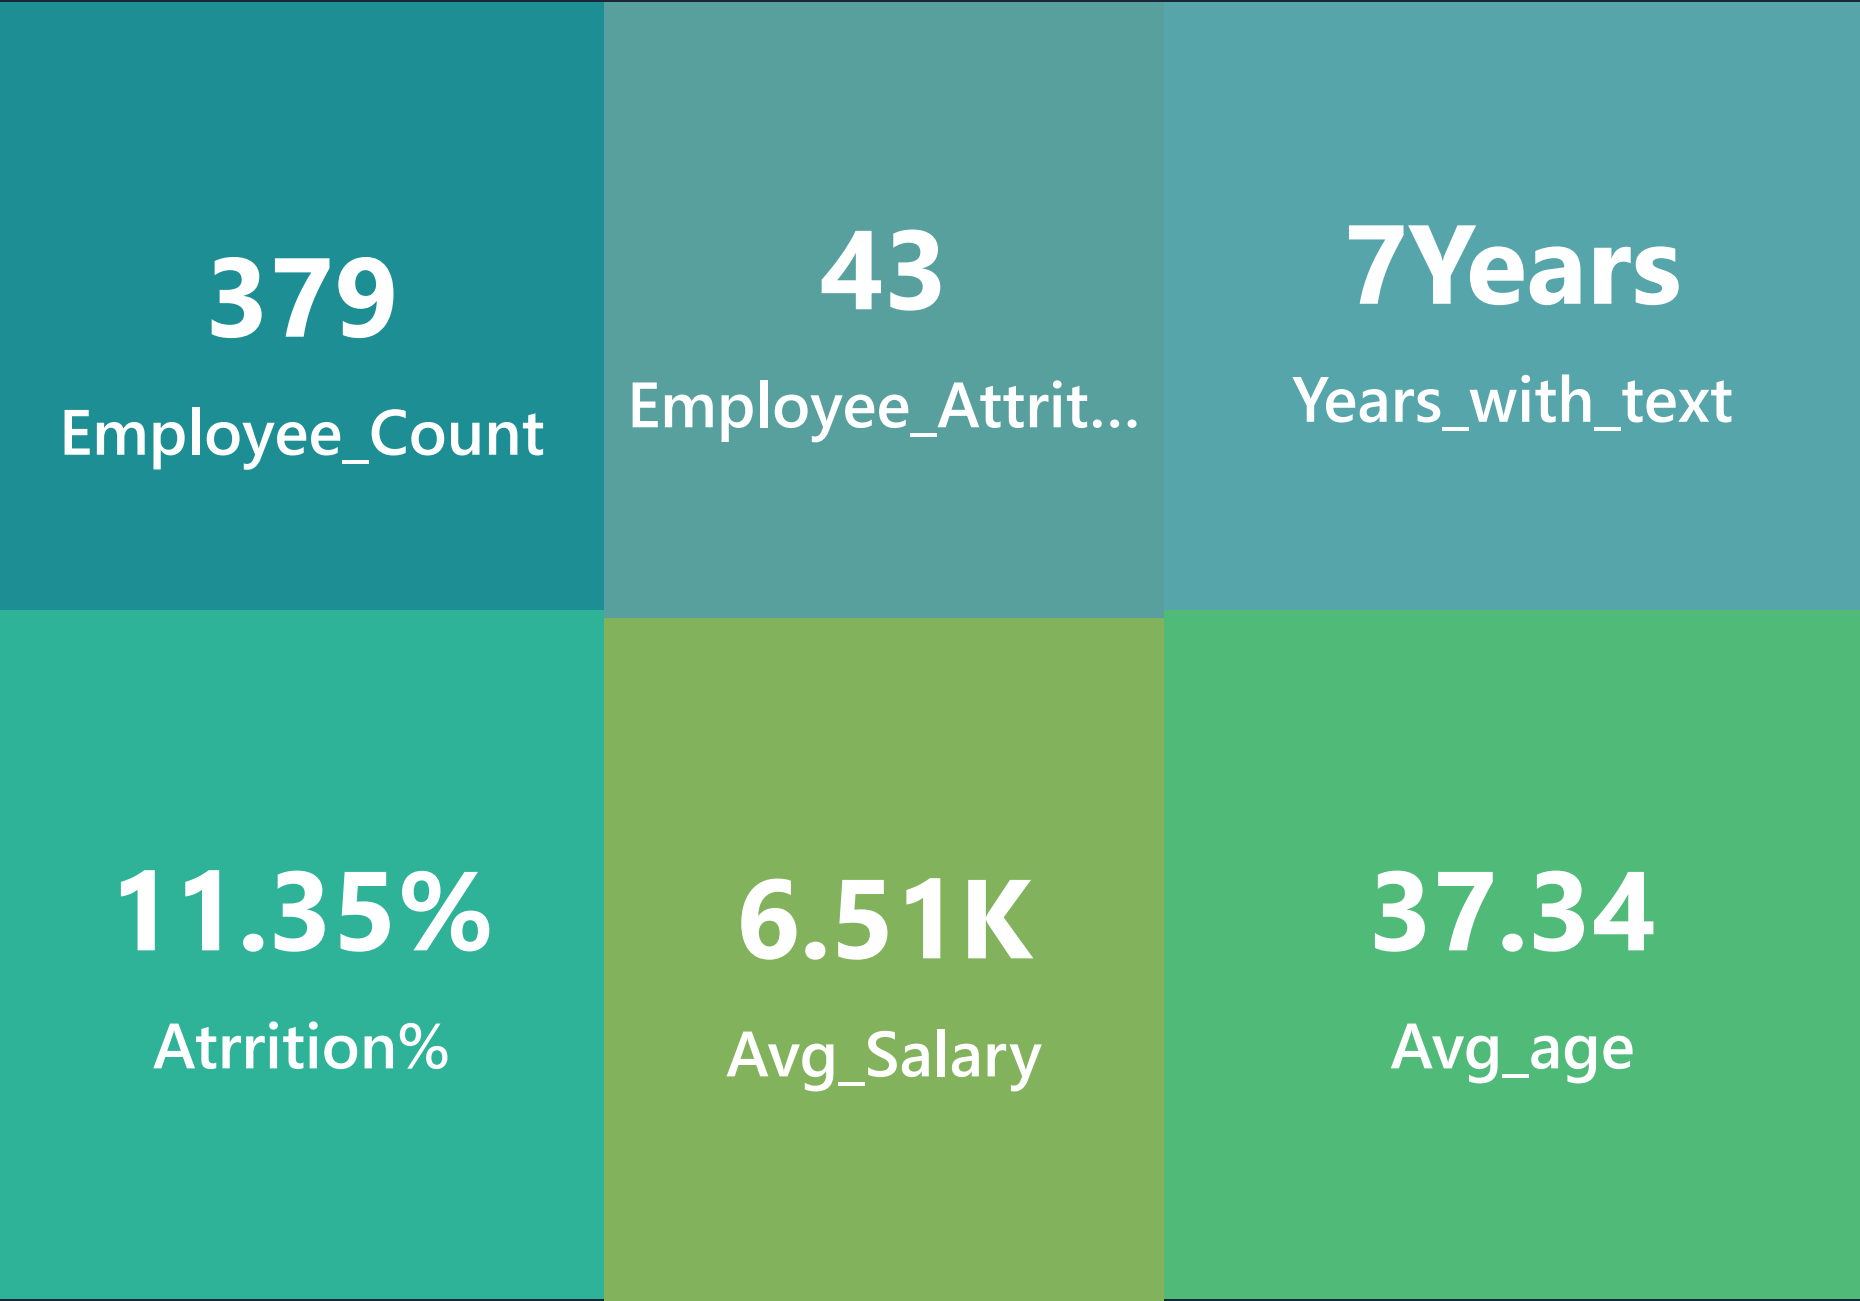 379
Employee_Count
43
Employee_Attrit...
7Years
Years_with_text
11.35%
Atrrition%
6.51K
Avg_Salary
37.34
Avg_age